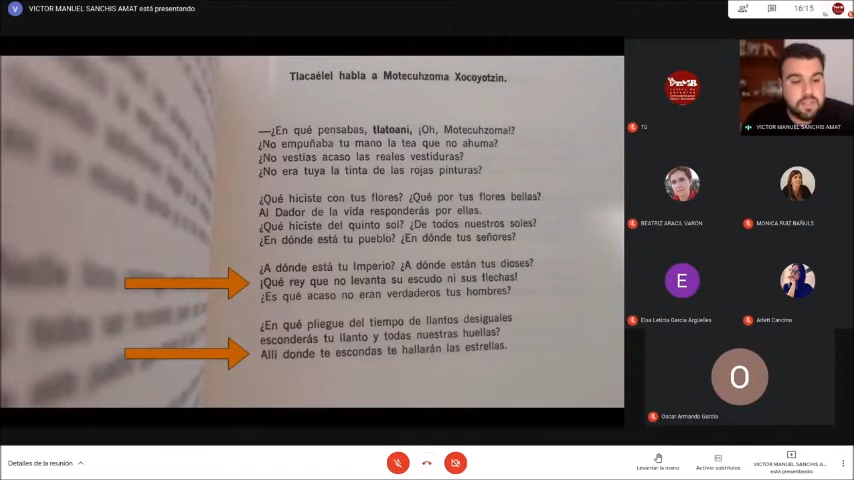 VICTOR MANUEL SANCHIS AMAT está presentando
16:15
Tlacaélel habla a Motecuhzoma Xocoyotzin.
—¿En qué pensabas, tlatoani, ¡Oh, Motecuhzoma!?
¿No empuñaba tu mano la tea que no ahuma?
¿No vestías acaso las reales vestiduras?
¿No era tuya la tinta de las rojas pinturas?
¿Qué hiciste con tus flores? ¿Qué por tus flores bellas?
Al Dador de la vida responderás por ellas.
¿Qué hiciste del quinto sol? ¿De todos nuestros soles?
¿En dónde está tu pueblo? ¿En dónde tus señores?
¿A dónde está tu Imperio? ¿A dónde están tus dioses?
¡Qué rey que no levanta su escudo ni sus flechas!
¿Es qué acaso no eran verdaderos tus hombres?
¿En qué pliegue del tiempo de llantos desiguales
esconderás tu llanto y todas nuestras huellas?
Allí donde te escondas te hallarán las estrellas.
Tú
VICTOR MANUEL SANCHIS AMAT
BEATRIZ ARACIL VARON
MONICA RUIZ BAÑULS
E
Elsa Leticia García Argüelles
Arlett Cancino
O
Oscar Armando García
Detalles de la reunión
Levantar la mano
Activar subtítulos
VICTOR MANUEL SANCHIS A...
está presentando